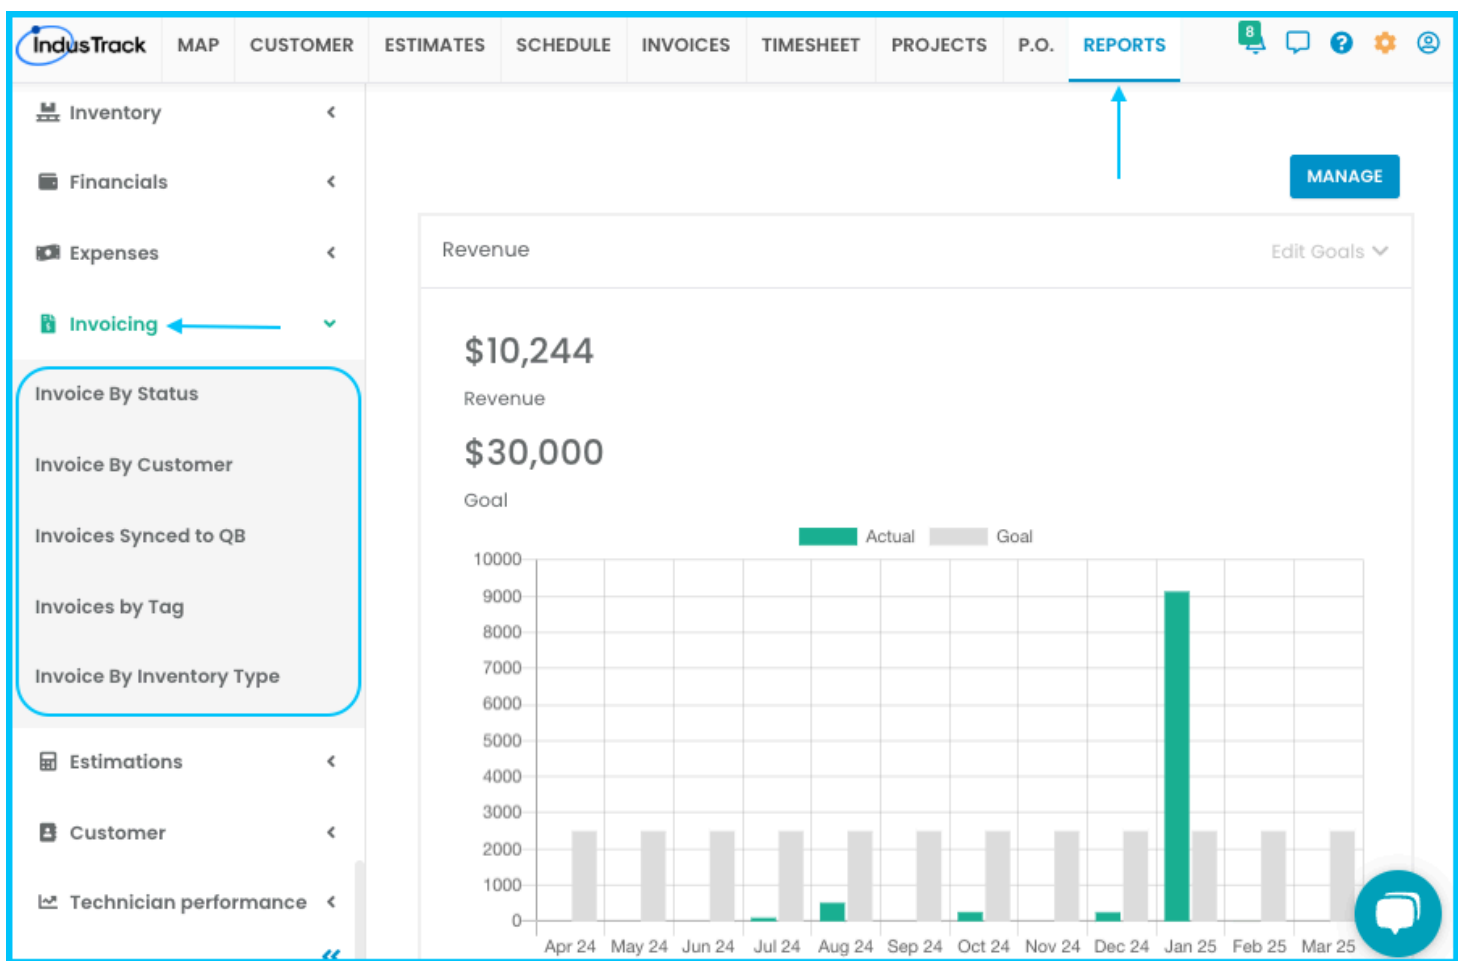 IndusTrack MAP CUSTOMER ESTIMATES SCHEDULE INVOICES TIMESHEET PROJECTS P.O. REPORTS 8
Inventory
Financials
Expenses
Invoicing
Invoice By Status
Invoice By Customer
Invoices Synced to QB
Invoices by Tag
Invoice By Inventory Type
Estimations
Customer
Technician performance
MANAGE
Revenue
Edit Goals
$10,244
Revenue
$30,000
Goal
Actual Goal
10000
9000
8000
7000
6000
5000
4000
3000
2000
1000
0
Apr 24 May 24 Jun 24 Jul 24 Aug 24 Sep 24 Oct 24 Nov 24 Dec 24 Jan 25 Feb 25 Mar 25